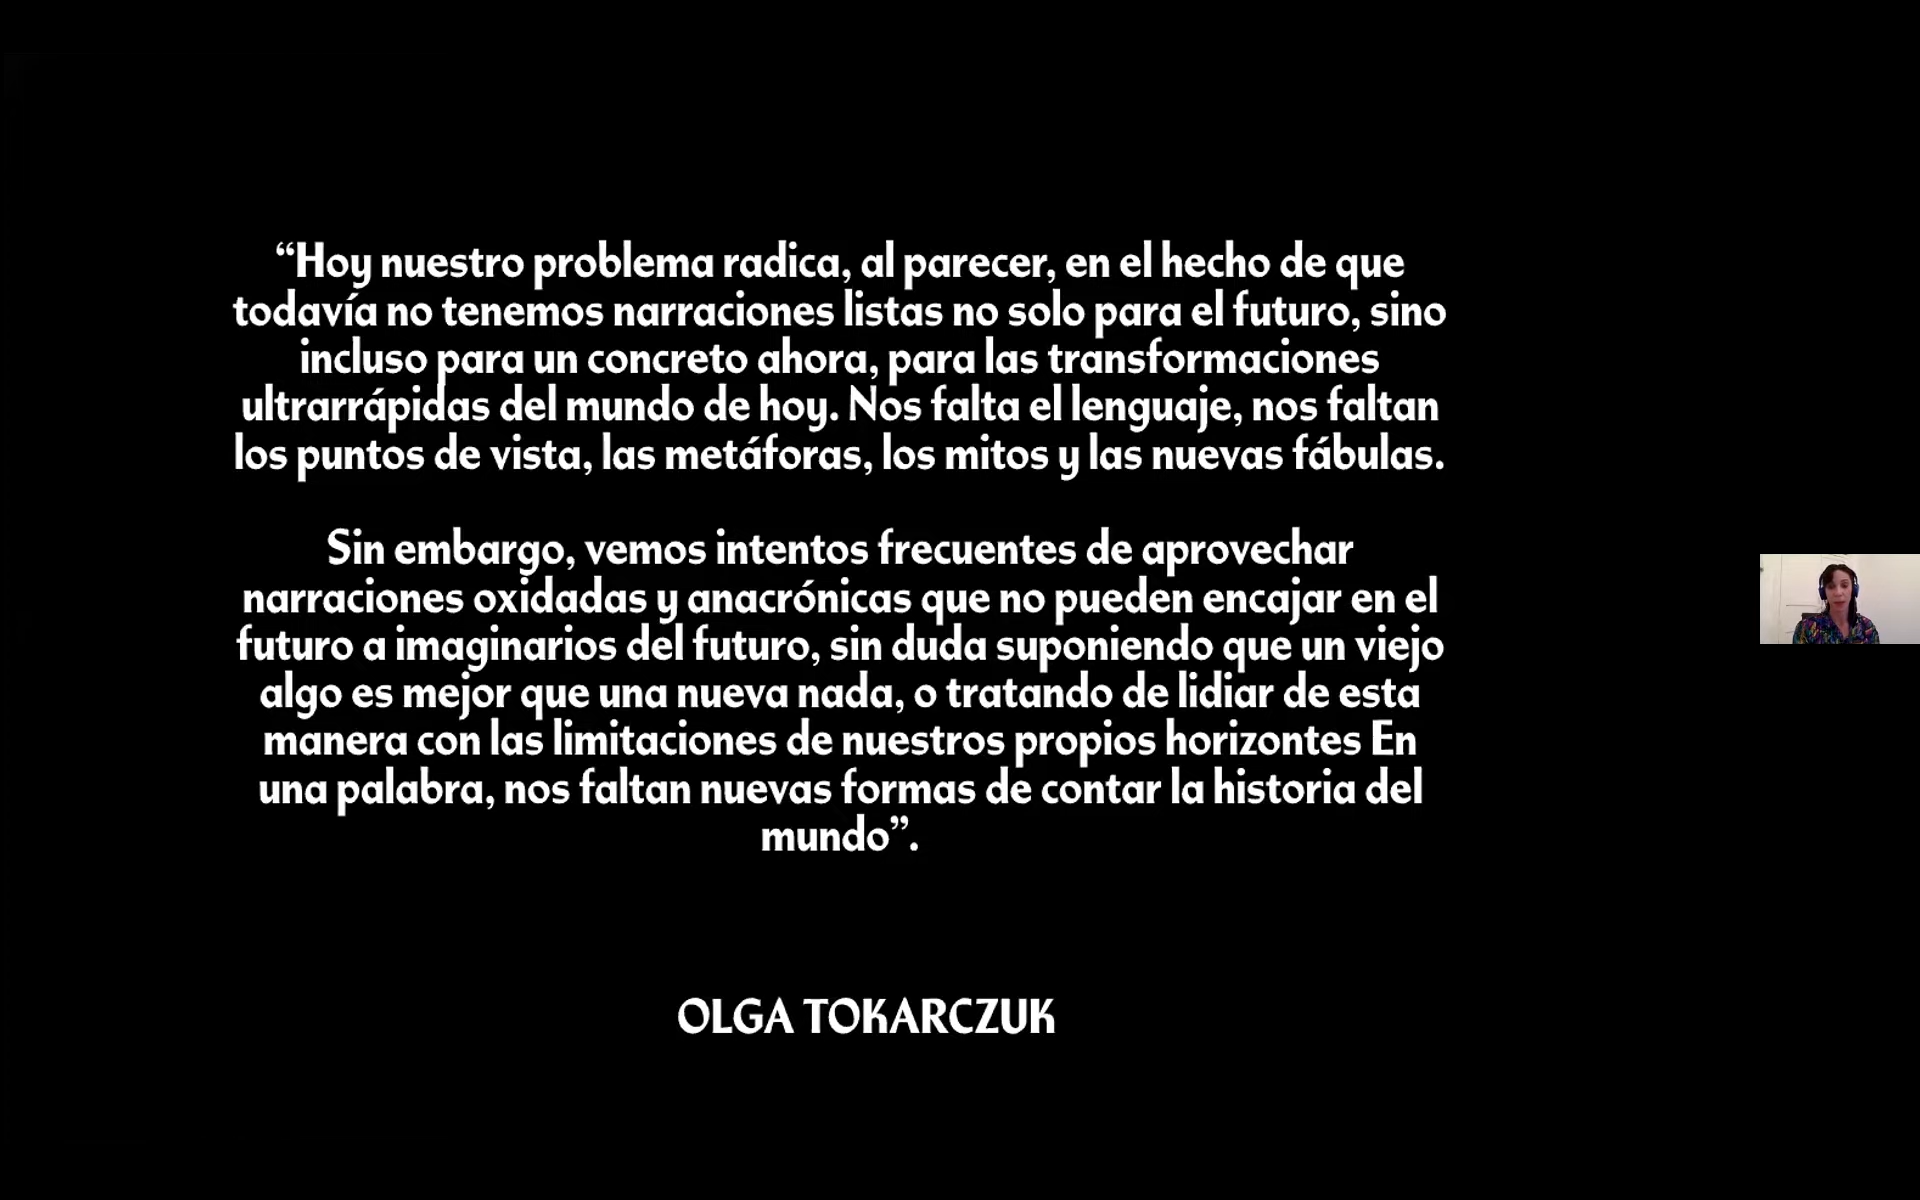 “Hoy nuestro problema radica, al parecer, en el hecho de que
todavía no tenemos narraciones listas no solo para el futuro, sino
incluso para un concreto ahora, para las transformaciones
ultrarrápidas del mundo de hoy. Nos falta el lenguaje, nos faltan
los puntos de vista, las metáforas, los mitos y las nuevas fábulas.
Sin embargo, vemos intentos frecuentes de aprovechar
narraciones oxidadas y anacrónicas que no pueden encajar en el
futuro a imaginarios del futuro, sin duda suponiendo que un viejo
algo es mejor que una nueva nada, o tratando de lidiar de esta
manera con las limitaciones de nuestros propios horizontes En
una palabra, nos faltan nuevas formas de contar la historia del
mundo”.
OLGA TOKARCZUK